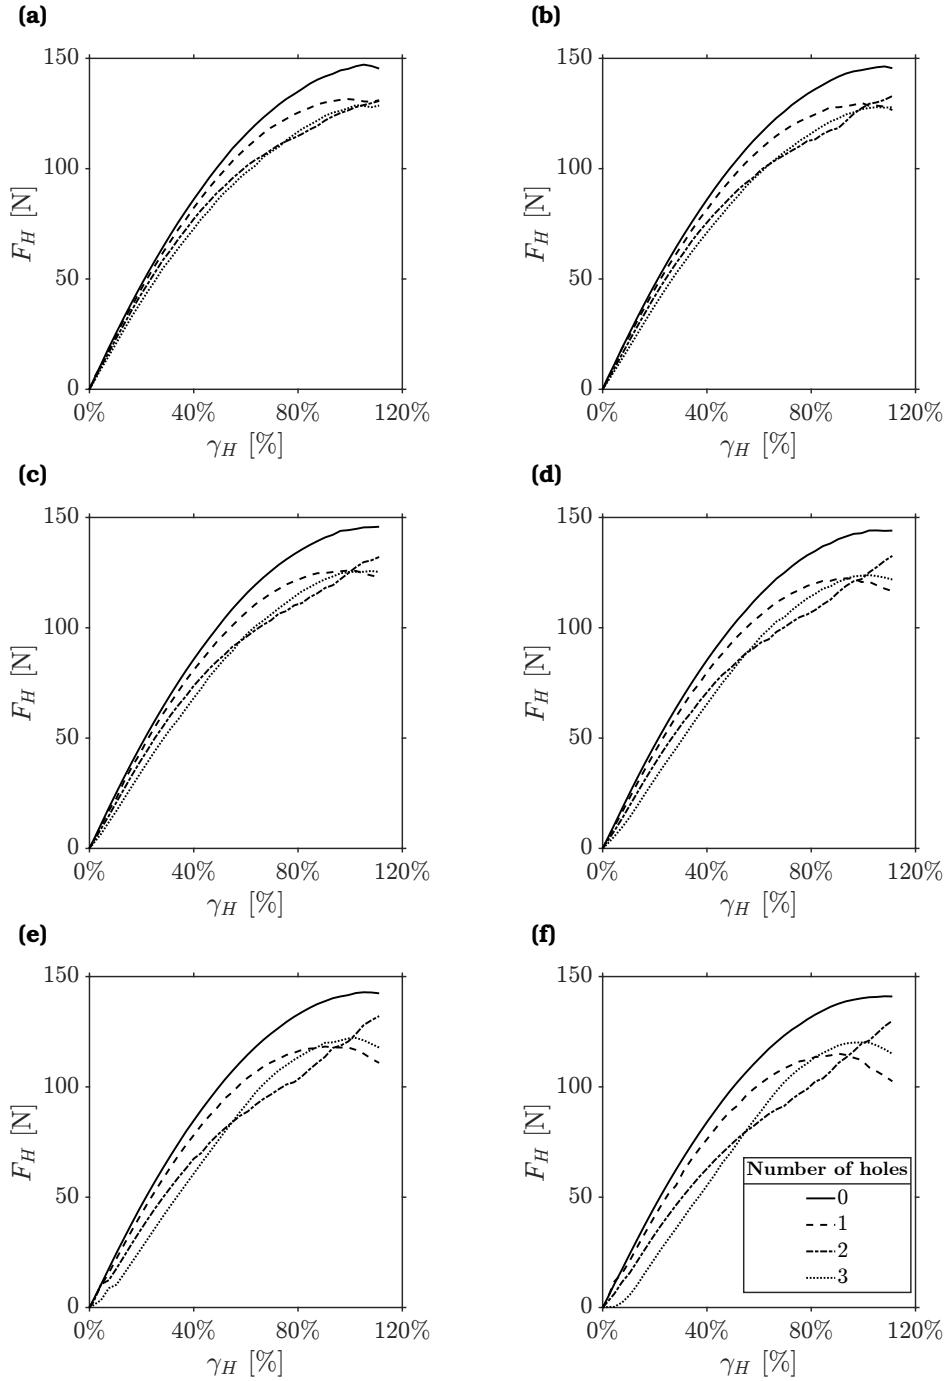 (a)
(b)
150
100
50
0
0% 40% 80% 120%
γ_H [%]
F_H [N]
150
100
50
0
0% 40% 80% 120%
γ_H [%]
F_H [N]
(c)
(d)
150
100
50
0
0% 40% 80% 120%
γ_H [%]
F_H [N]
150
100
50
0
0% 40% 80% 120%
γ_H [%]
F_H [N]
(e)
(f)
150
100
50
0
0% 40% 80% 120%
γ_H [%]
F_H [N]
150
100
50
0
0% 40% 80% 120%
γ_H [%]
F_H [N]
Number of holes
0
1
2
3